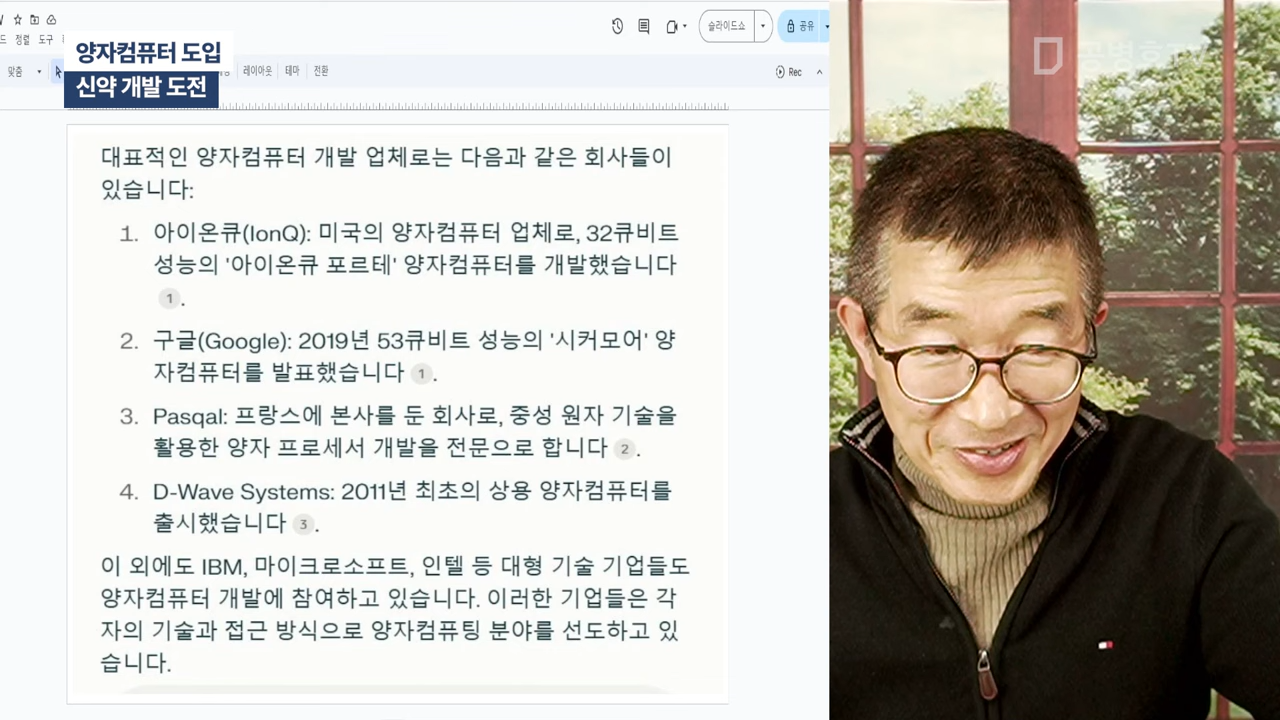 도구
정렬
양자컴퓨터 도입
신약 개발 도전
맞춤
레이아웃
테마
전환
슬라이드쇼
공유
Rec
공병호TV
대표적인 양자컴퓨터 개발 업체로는 다음과 같은 회사들이
있습니다:
1. 아이온큐(IonQ): 미국의 양자컴퓨터 업체로, 32큐비트
성능의 '아이온큐 포르테' 양자컴퓨터를 개발했습니다
1.
2. 구글(Google): 2019년 53큐비트 성능의 '시커모어' 양
자컴퓨터를 발표했습니다 1.
3. Pasqal: 프랑스에 본사를 둔 회사로, 중성 원자 기술을
활용한 양자 프로세서 개발을 전문으로 합니다 2.
4. D-Wave Systems: 2011년 최초의 상용 양자컴퓨터를
출시했습니다 3.
이 외에도 IBM, 마이크로소프트, 인텔 등 대형 기술 기업들도
양자컴퓨터 개발에 참여하고 있습니다. 이러한 기업들은 각
자의 기술과 접근 방식으로 양자컴퓨팅 분야를 선도하고 있
습니다.